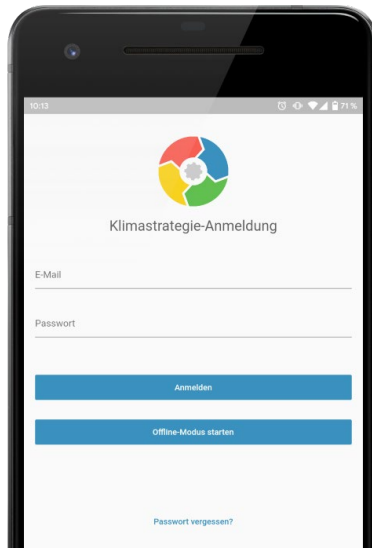 10:13
71 %
Klimastrategie-Anmeldung
E-Mail
Passwort
Anmelden
Offline-Modus starten
Passwort vergessen?